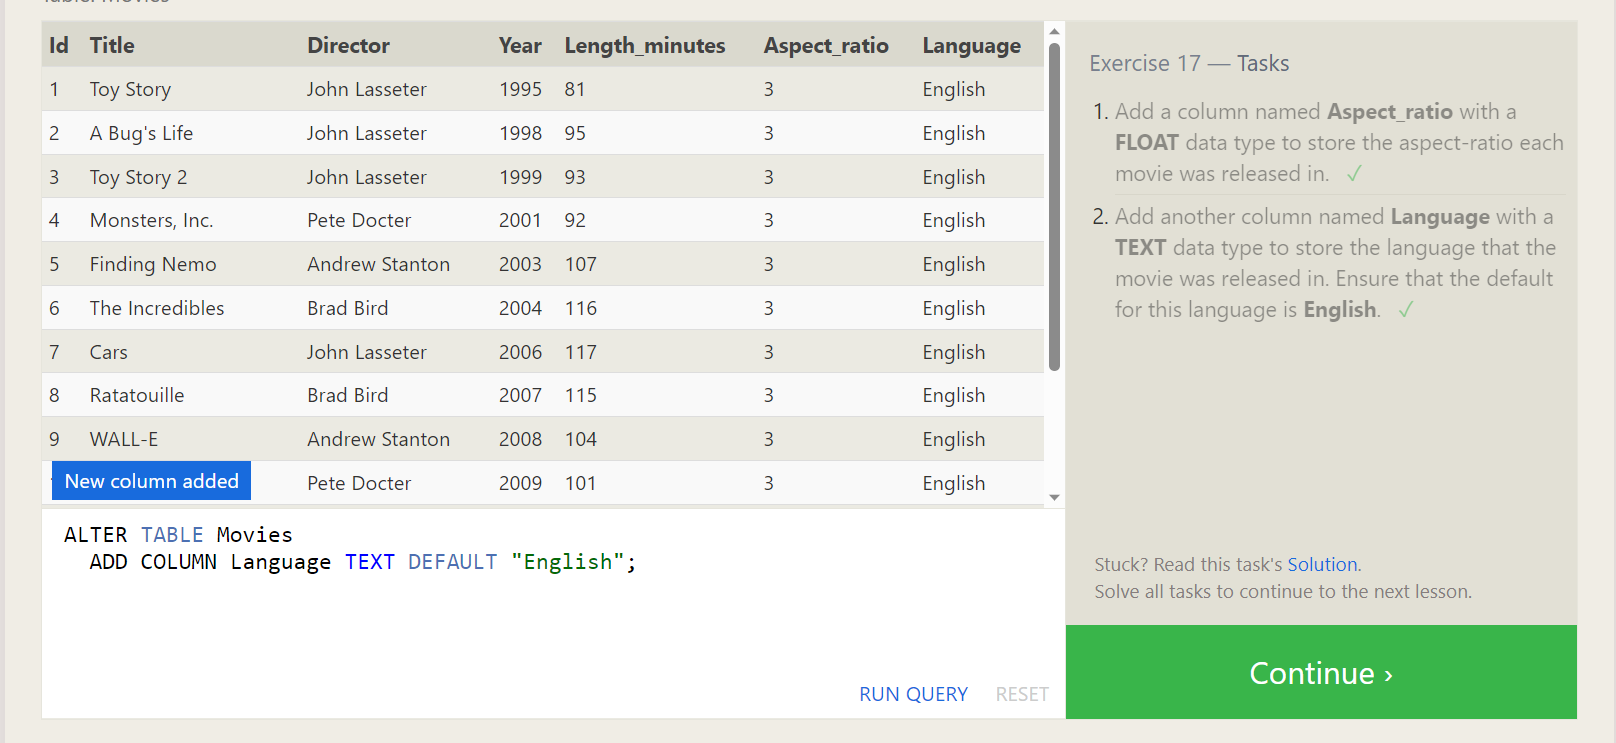 Table: movies
Id Title Director Year Length_minutes Aspect_ratio Language
1 Toy Story John Lasseter 1995 81 3 English
2 A Bug's Life John Lasseter 1998 95 3 English
3 Toy Story 2 John Lasseter 1999 93 3 English
4 Monsters, Inc. Pete Docter 2001 92 3 English
5 Finding Nemo Andrew Stanton 2003 107 3 English
6 The Incredibles Brad Bird 2004 116 3 English
7 Cars John Lasseter 2006 117 3 English
8 Ratatouille Brad Bird 2007 115 3 English
9 WALL-E Andrew Stanton 2008 104 3 English
New column added Pete Docter 2009 101 3 English
ALTER TABLE Movies
ADD COLUMN Language TEXT DEFAULT "English";
RUN QUERY RESET
Exercise 17 — Tasks
1. Add a column named Aspect_ratio with a
FLOAT data type to store the aspect-ratio each
movie was released in. ✓
2. Add another column named Language with a
TEXT data type to store the language that the
movie was released in. Ensure that the default
for this language is English. ✓
Stuck? Read this task's Solution.
Solve all tasks to continue to the next lesson.
Continue ›